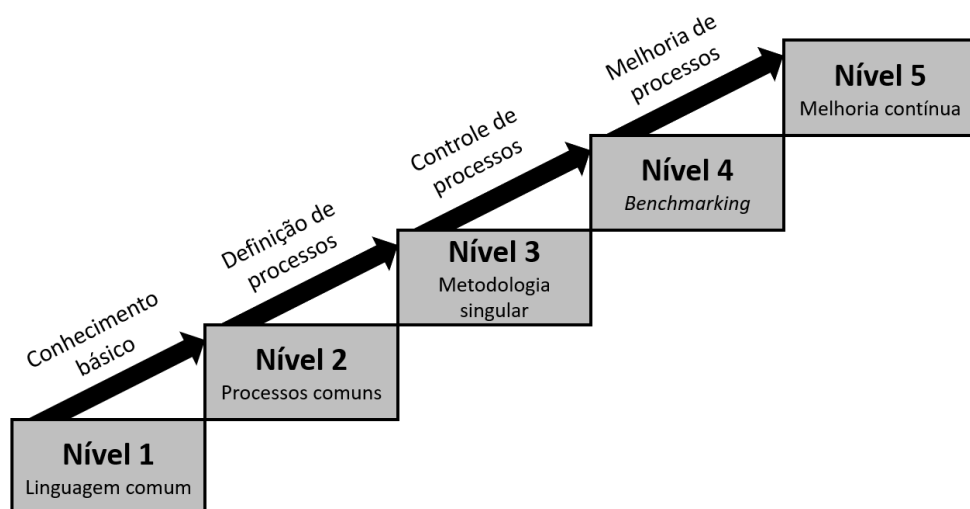 Melhoria de
processos
Nível 5
Melhoria contínua
Controle de
processos
Nível 4
Benchmarking
Definição de
processos
Nível 3
Metodologia
singular
Conhecimento
básico
Nível 2
Processos comuns
Nível 1
Linguagem comum